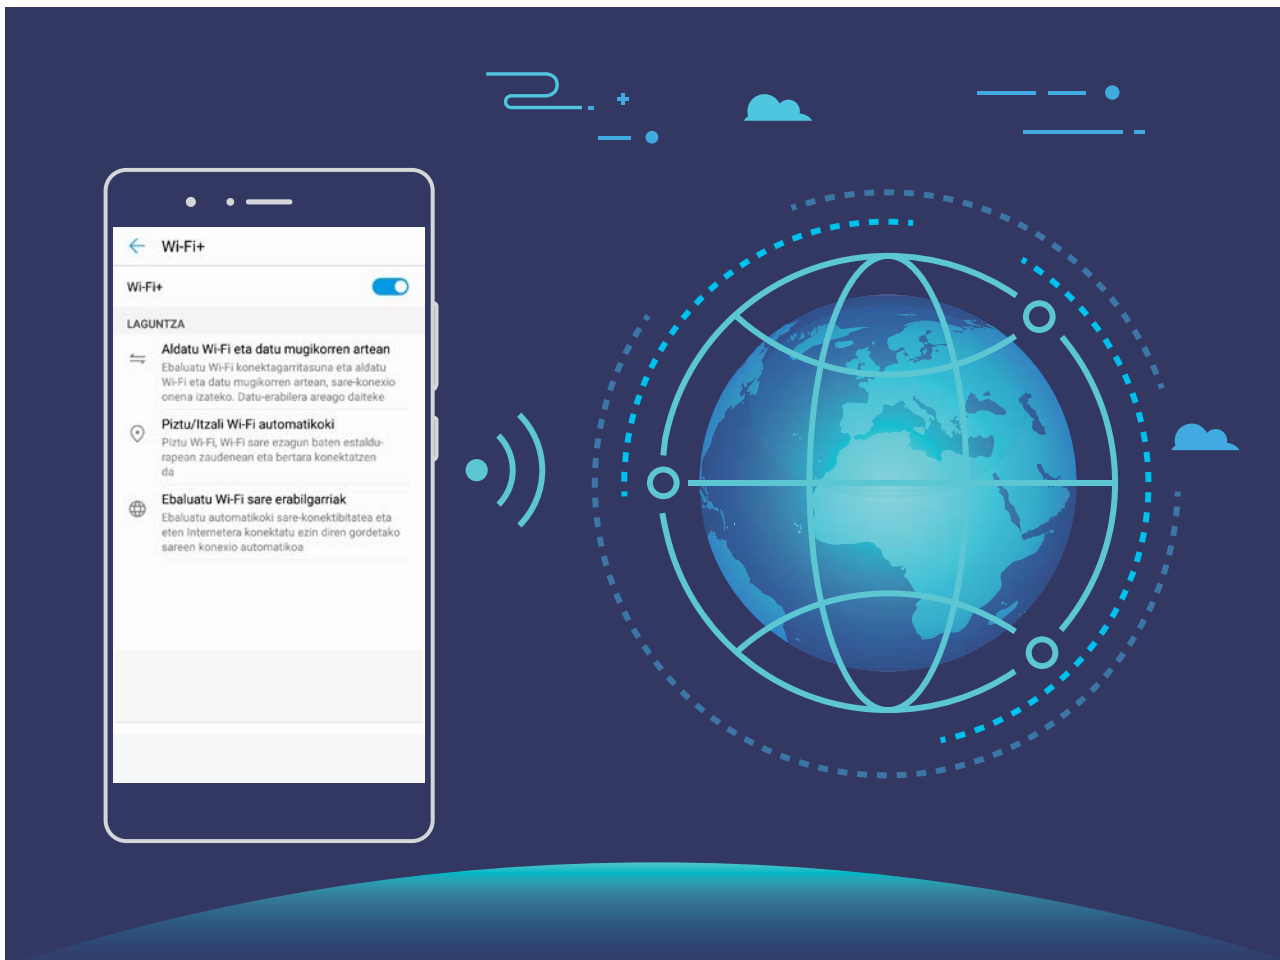 Wi-Fi+
Wi-Fi+
LAGUNTZA
Aldatu Wi-Fi eta datu mugikorren artean
Ebaluatu Wi-Fi konektagarritasuna eta aldatu
Wi-Fi eta datu mugikorren artean, sare-konexio
onena izateko. Datu-erabilera areago daiteke
Piztu/Itzali Wi-Fi automatikoki
Piztu Wi-Fi, Wi-Fi sare ezagun baten estaldu-
rapean zaudenean eta bertara konektatzen
da
Ebaluatu Wi-Fi sare erabilgarriak
Ebaluatu automatikoki sare-konektibitatea eta
eten Internetera konektatu ezin diren gordetako
sareen konexio automatikoa